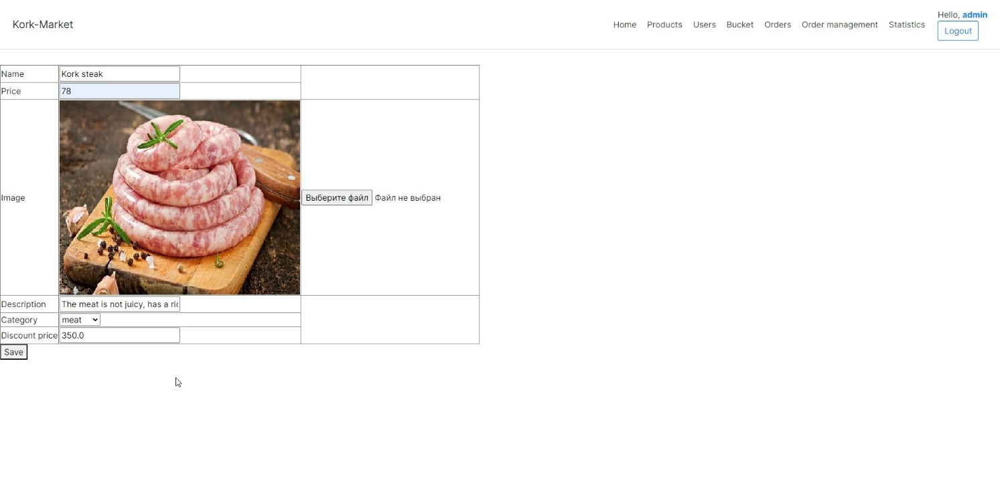 Hello, admin
Kork-Market
Home Products Users Bucket Orders Order management Statistics
Logout
Name Kork steak
Price 78
Image Выберите файл Файл не выбран
Description The meat is not juicy, has a
Category meat
Discount price 350.0
Save